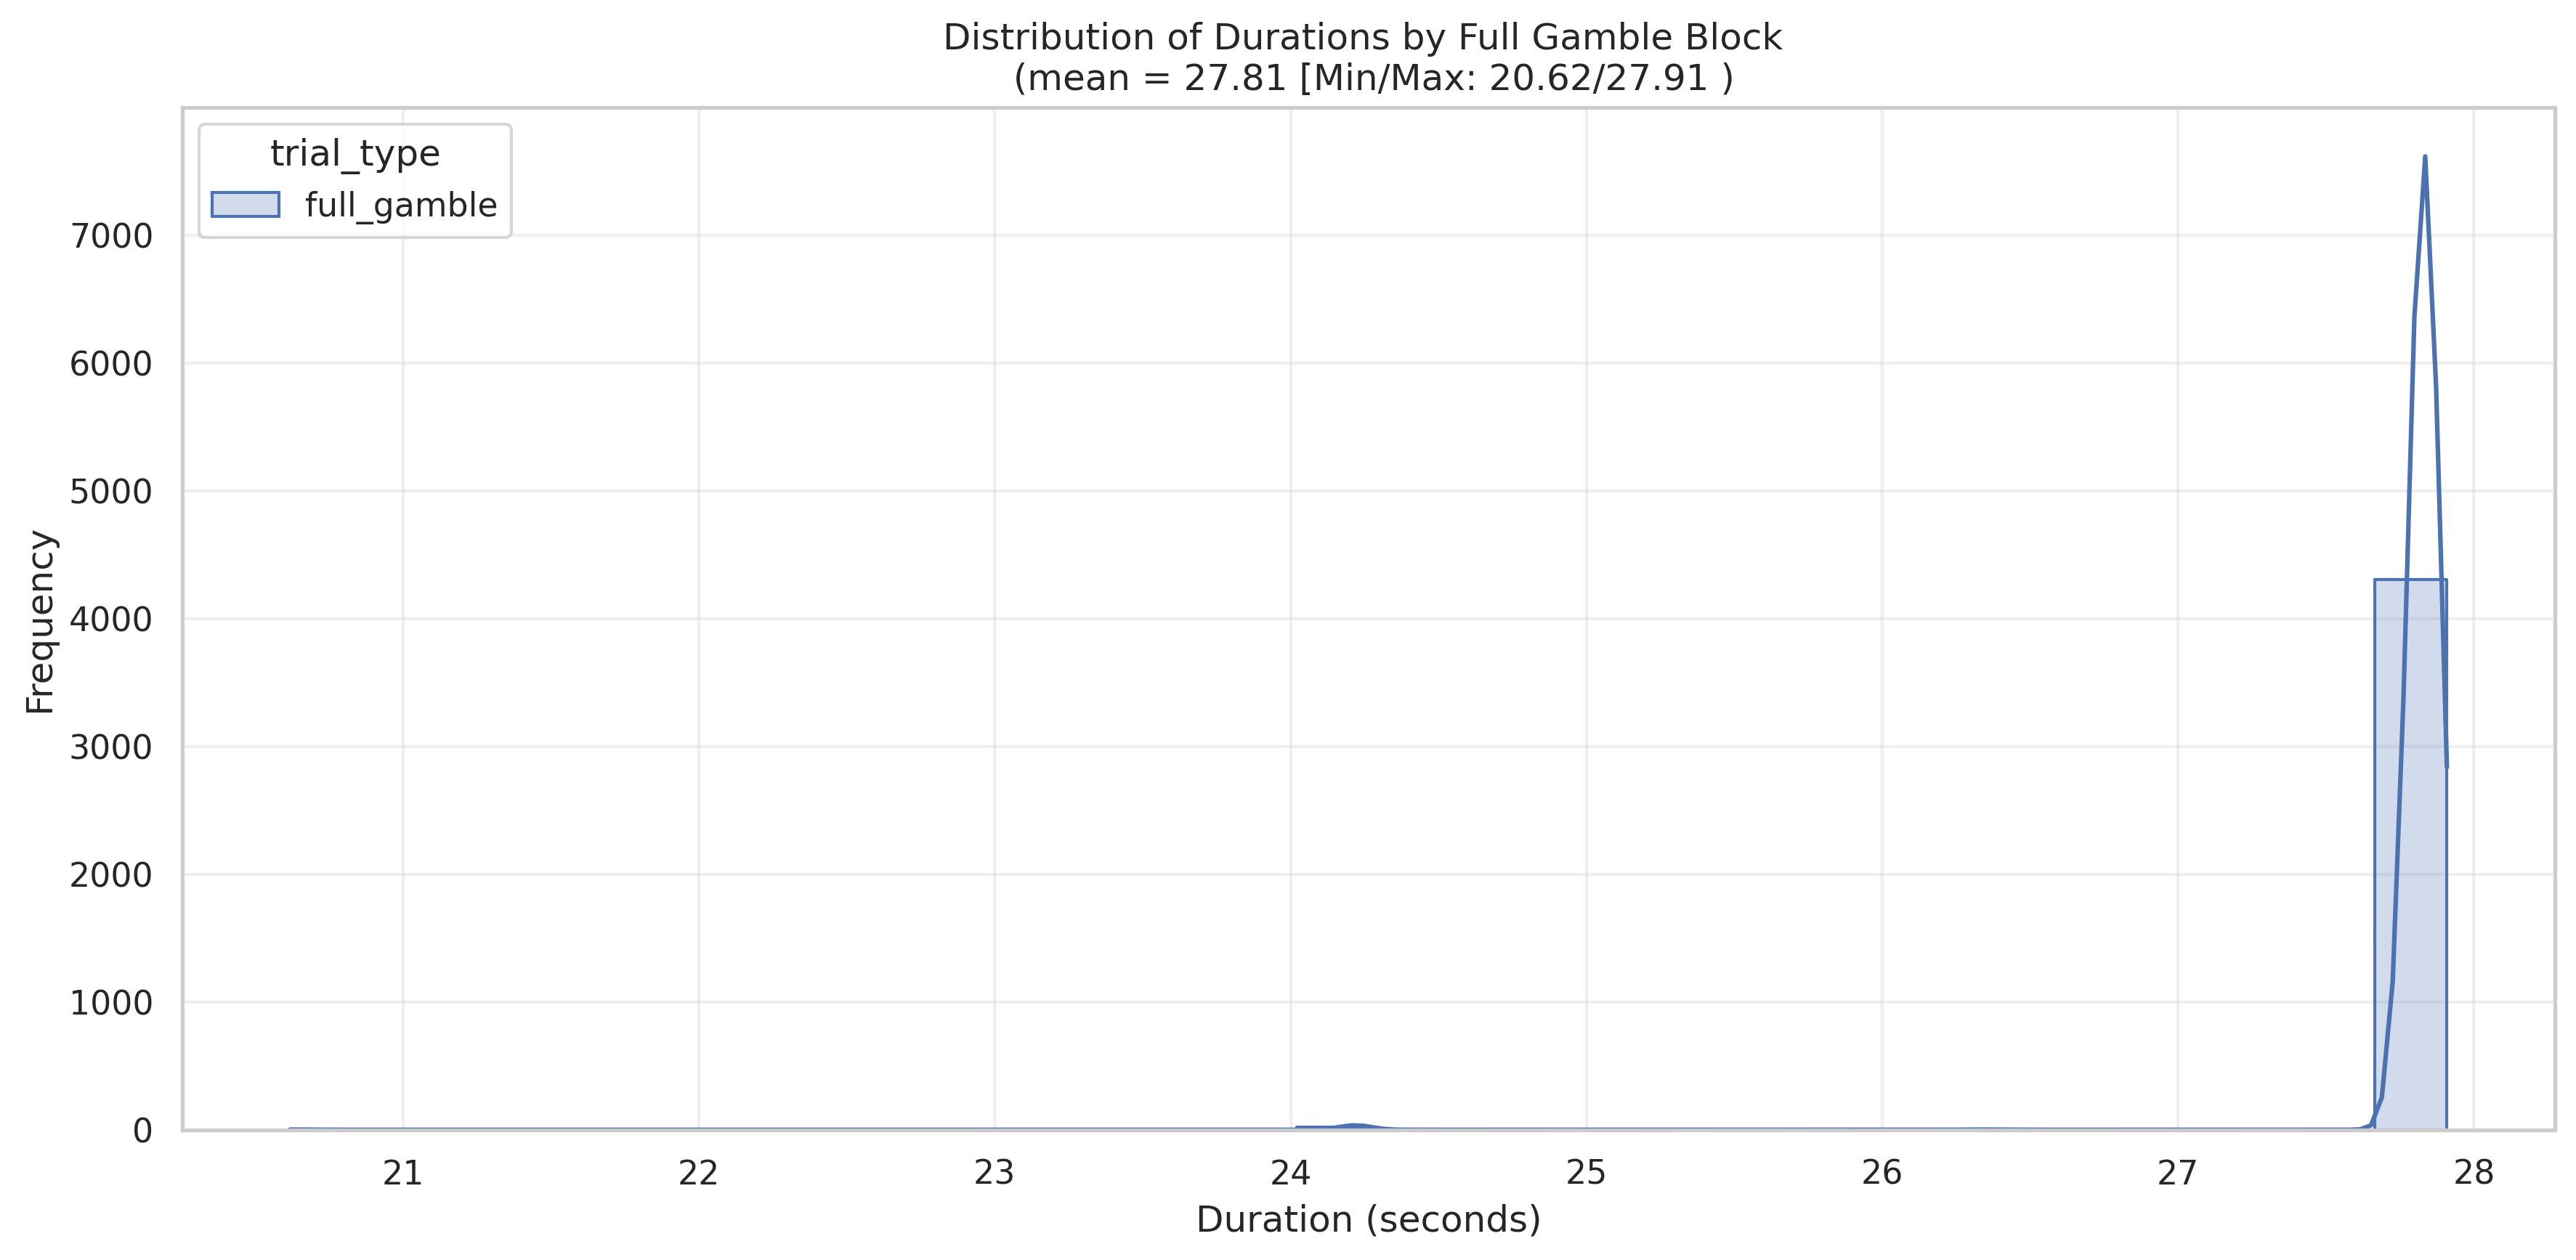 Distribution of Durations by Full Gamble Block
(mean = 27.81 [Min/Max: 20.62/27.91 )
trial_type
full_gamble
Frequency
7000
6000
5000
4000
3000
2000
1000
0
21 22 23 24 25 26 27 28
Duration (seconds)